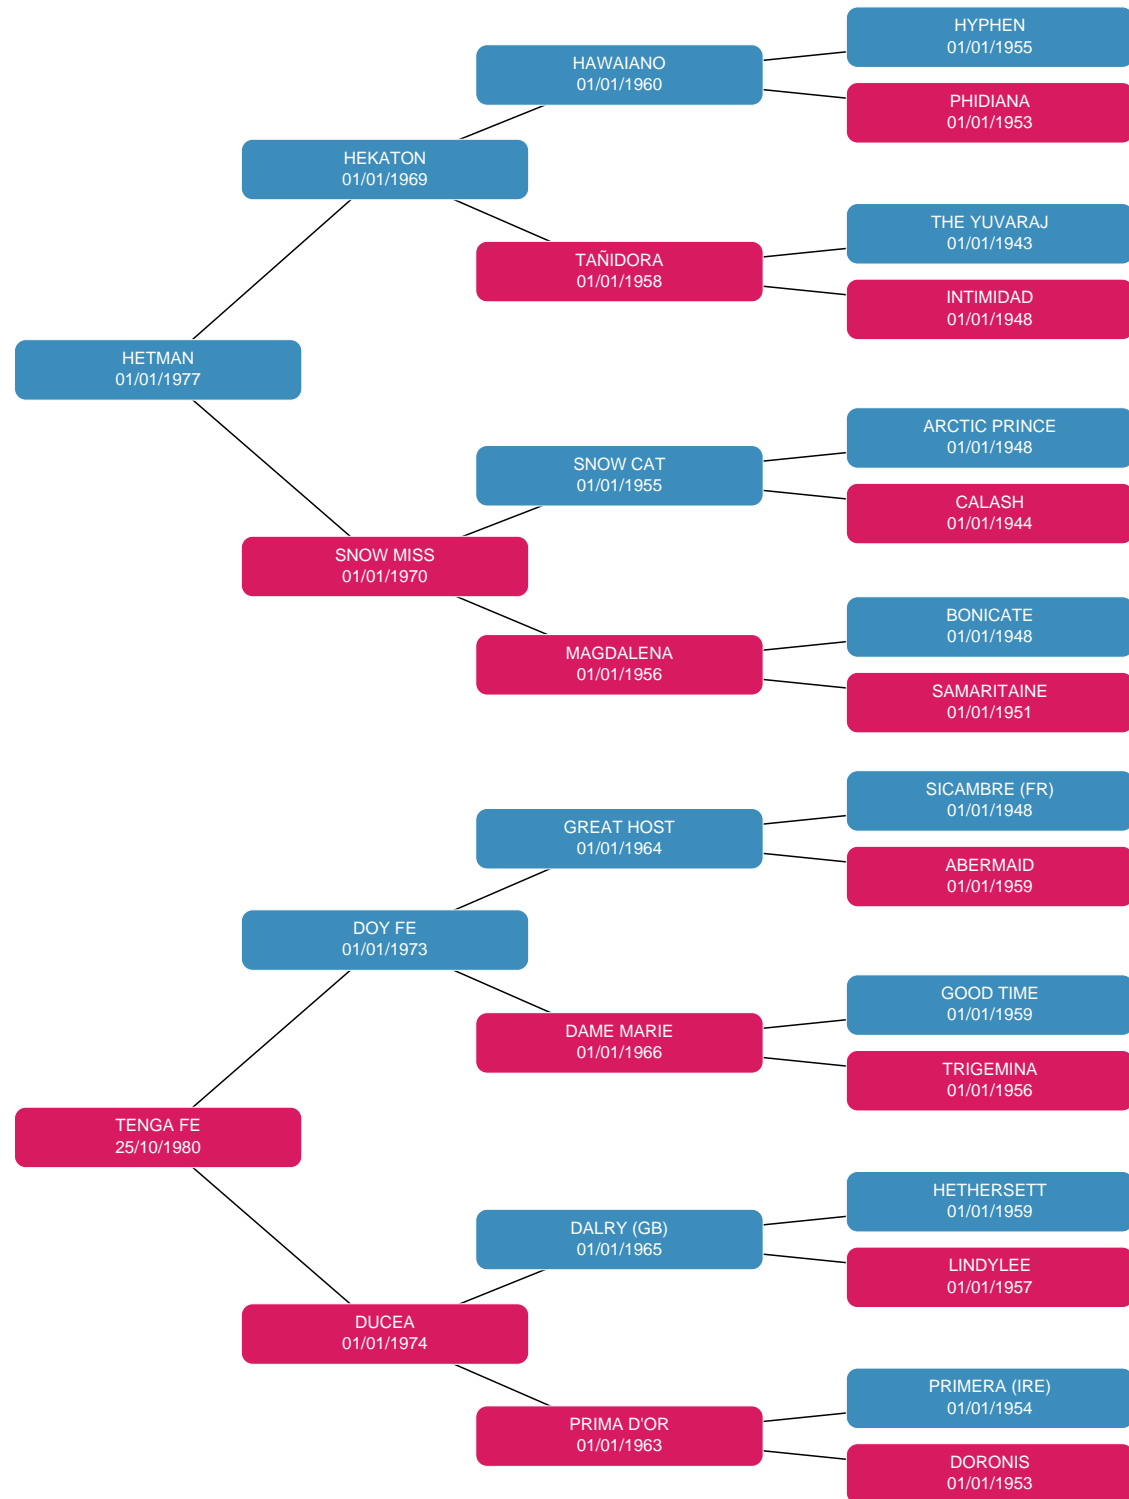 HYPHEN
01/01/1955
HAWAIANO
01/01/1960
PHIDIANA
01/01/1953
HEKATON
01/01/1969
THE YUVARAJ
01/01/1943
TAÑIDORA
01/01/1958
INTIMIDAD
01/01/1948
HETMAN
01/01/1977
ARCTIC PRINCE
01/01/1948
SNOW CAT
01/01/1955
CALASH
01/01/1944
SNOW MISS
01/01/1970
BONICATE
01/01/1948
MAGDALENA
01/01/1956
SAMARITAINE
01/01/1951
SICAMBRE (FR)
01/01/1948
GREAT HOST
01/01/1964
ABERMAID
01/01/1959
DOY FE
01/01/1973
GOOD TIME
01/01/1959
DAME MARIE
01/01/1966
TRIGEMINA
01/01/1956
TENGA FE
25/10/1980
HETHERSETT
01/01/1959
DALRY (GB)
01/01/1965
LINDYLEE
01/01/1957
DUCEA
01/01/1974
PRIMERA (IRE)
01/01/1954
PRIMA D'OR
01/01/1963
DORONIS
01/01/1953